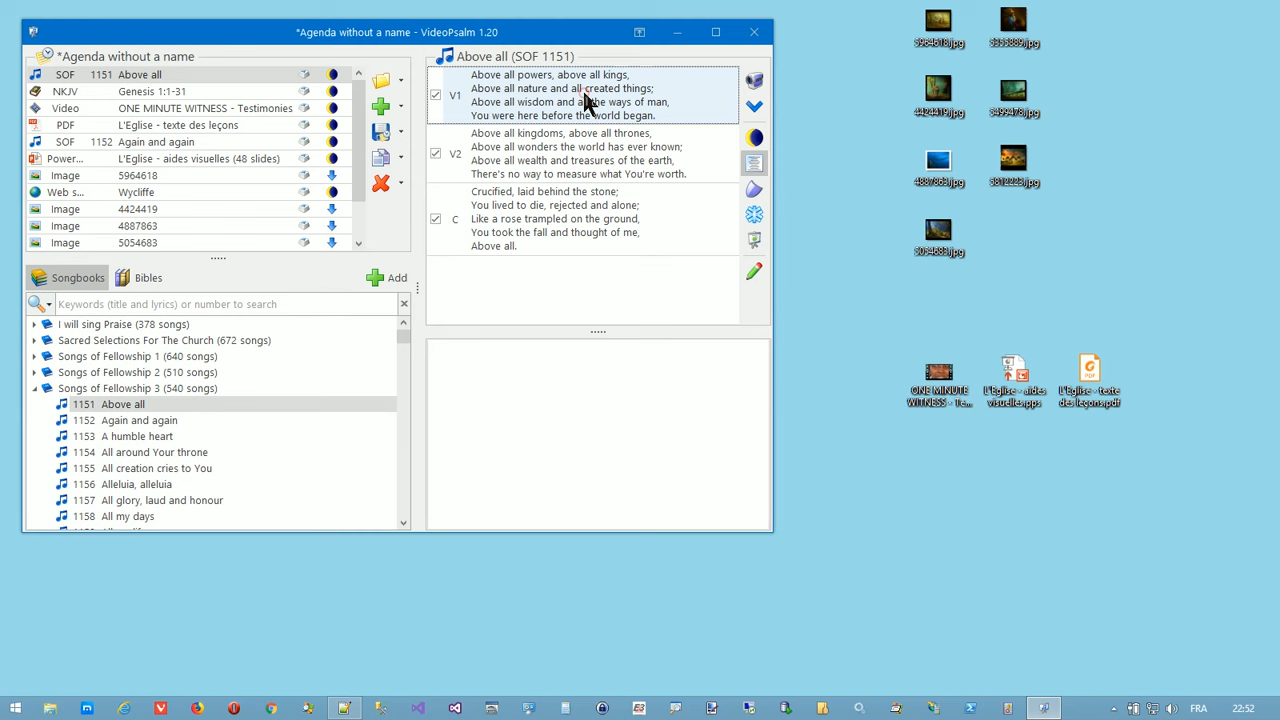 *Agenda without a name - VideoPsalm 1.20
*Agenda without a name
SOF 1151 Above all
NKJV Genesis 1:1-31
Video ONE MINUTE WITNESS - Testimonies
PDF L'Eglise - texte des leçons
SOF 1152 Again and again
Power... L'Eglise - aides visuelles (48 slides)
Image 5964618
Web s... Wycliffe
Image 4424419
Image 4887863
Image 5054683
Songbooks
Bibles
Add
Keywords (title and lyrics) or number to search
I will sing Praise (378 songs)
Sacred Selections For The Church (672 songs)
Songs of Fellowship 1 (640 songs)
Songs of Fellowship 2 (510 songs)
Songs of Fellowship 3 (540 songs)
1151 Above all
1152 Again and again
1153 A humble heart
1154 All around Your throne
1155 All creation cries to You
1156 Alleluia, alleluia
1157 All glory, laud and honour
1158 All my days
Above all (SOF 1151)
V1
Above all powers, above all kings,
Above all nature and all created things;
Above all wisdom and all the ways of man,
You were here before the world began.
V2
Above all kingdoms, above all thrones,
Above all wonders the world has ever known;
Above all wealth and treasures of the earth,
There's no way to measure what You're worth.
C
Crucified, laid behind the stone;
You lived to die, rejected and alone;
Like a rose trampled on the ground,
You took the fall and thought of me,
Above all.
5964618.jpg
4424419.jpg
5499478.jpg
4887863.jpg
5812223.jpg
5054683.jpg
ONE MINUTE
WITNESS - Te...
L'Eglise - aides
visuelles.pps
L'Eglise - texte
des leçons.pdf
FRA
22:52